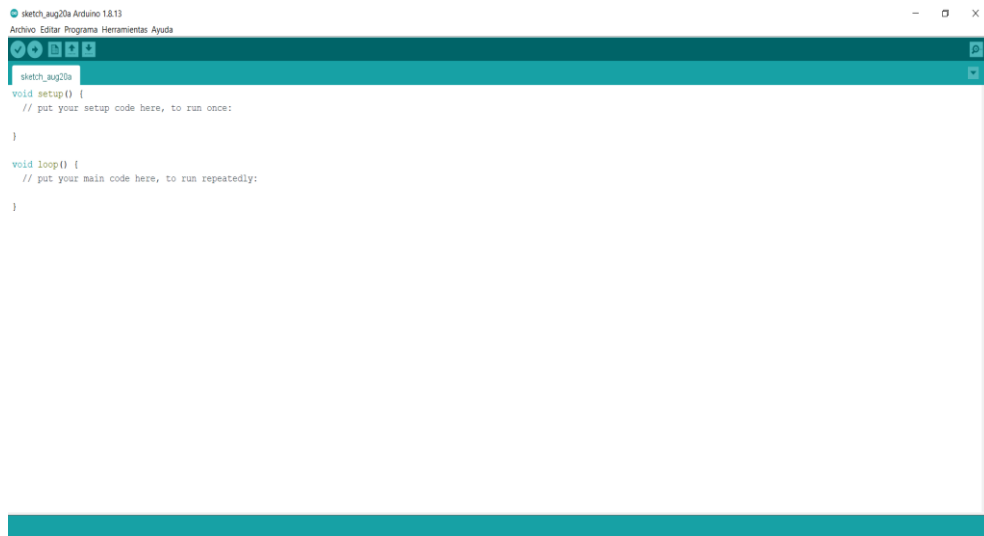 sketch_aug20a Arduino 1.8.13
Archivo Editar Programa Herramientas Ayuda
sketch_aug20a
void setup() {
  // put your setup code here, to run once:
}
void loop() {
  // put your main code here, to run repeatedly:
}